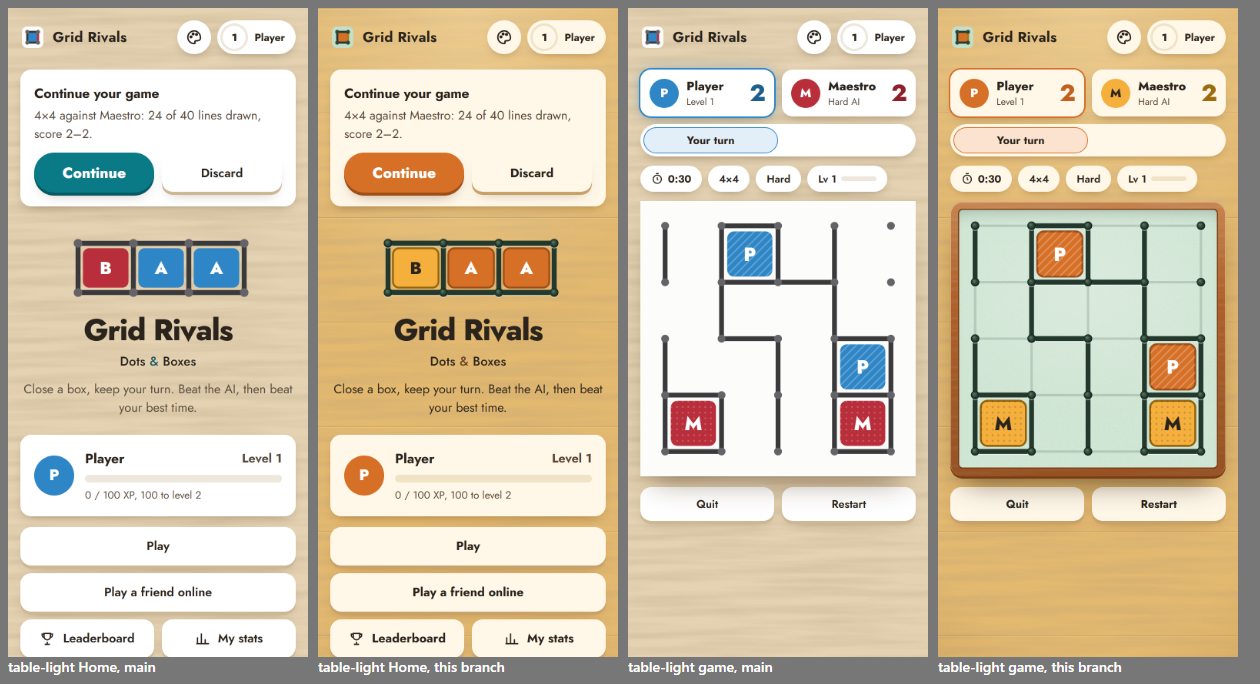 Grid Rivals
1 Player
Continue your game
4×4 against Maestro: 24 of 40 lines drawn,
score 2–2.
Continue Discard
B A A
Grid Rivals
Dots & Boxes
Close a box, keep your turn. Beat the AI, then beat
your best time.
P Player Level 1
0 / 100 XP, 100 to level 2
Play
Play a friend online
Leaderboard My stats
table-light Home, main
Grid Rivals
1 Player
Continue your game
4×4 against Maestro: 24 of 40 lines drawn,
score 2–2.
Continue Discard
B A A
Grid Rivals
Dots & Boxes
Close a box, keep your turn. Beat the AI, then beat
your best time.
P Player Level 1
0 / 100 XP, 100 to level 2
Play
Play a friend online
Leaderboard My stats
table-light Home, this branch
Grid Rivals
1 Player
P Player Level 1 2
M Maestro Hard AI 2
Your turn
0:30 4×4 Hard Lv 1
P
P
M M
Quit Restart
table-light game, main
Grid Rivals
1 Player
P Player Level 1 2
M Maestro Hard AI 2
Your turn
0:30 4×4 Hard Lv 1
P
P
M M
Quit Restart
table-light game, this branch